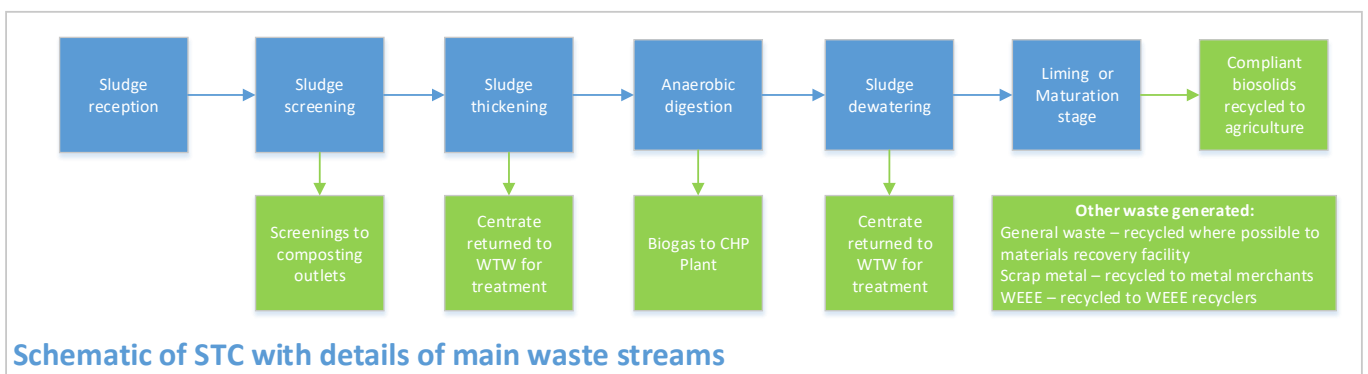 Sludge
reception
Sludge
screening
Sludge
thickening
Anaerobic
digestion
Sludge
dewatering
Liming or
Maturation
stage
Compliant
biosolids
recycled to
agriculture
Screenings to
composting
outlets
Centrate
returned to
WTW for
treatment
Biogas to CHP
Plant
Centrate
returned to
WTW for
treatment
Other waste generated:
General waste – recycled where possible to
materials recovery facility
Scrap metal – recycled to metal merchants
WEEE – recycled to WEEE recyclers
Schematic of STC with details of main waste streams